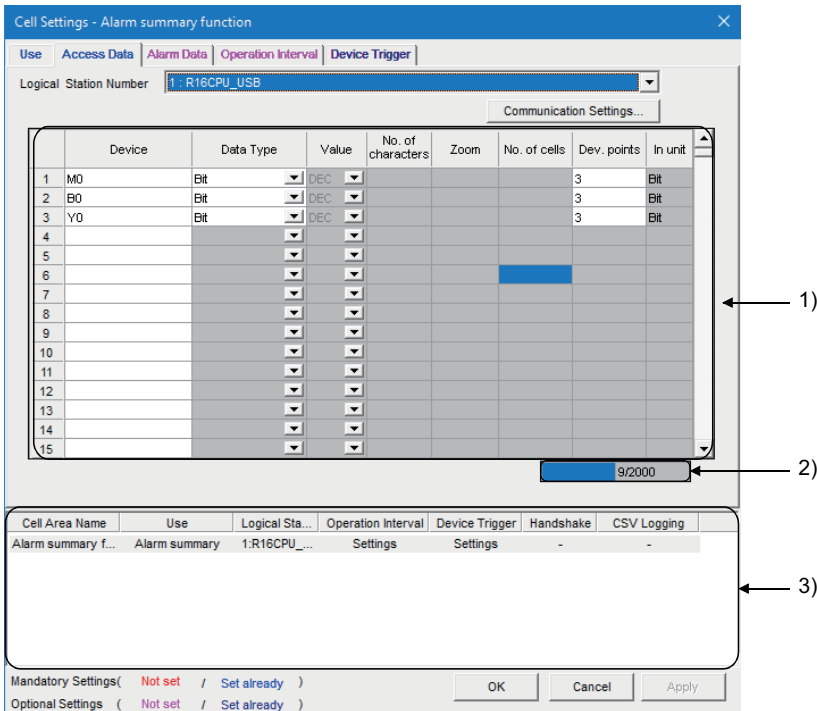 Cell Settings - Alarm summary function
Use Access Data Alarm Data Operation Interval Device Trigger
Logical Station Number 1 : R16CPU_USB
Communication Settings...
Device Data Type Value No. of characters Zoom No. of cells Dev. points In unit
1 M0 Bit DEC 3 Bit
2 B0 Bit DEC 3 Bit
3 Y0 Bit DEC 3 Bit
4
5
6
7
8
9
10
11
12
13
14
15
1)
9/2000 2)
Cell Area Name Use Logical Sta... Operation Interval Device Trigger Handshake CSV Logging
Alarm summary f... Alarm summary 1:R16CPU_... Settings Settings - -
3)
Mandatory Settings( Not set / Set already )
Optional Settings ( Not set / Set already )
OK Cancel Apply